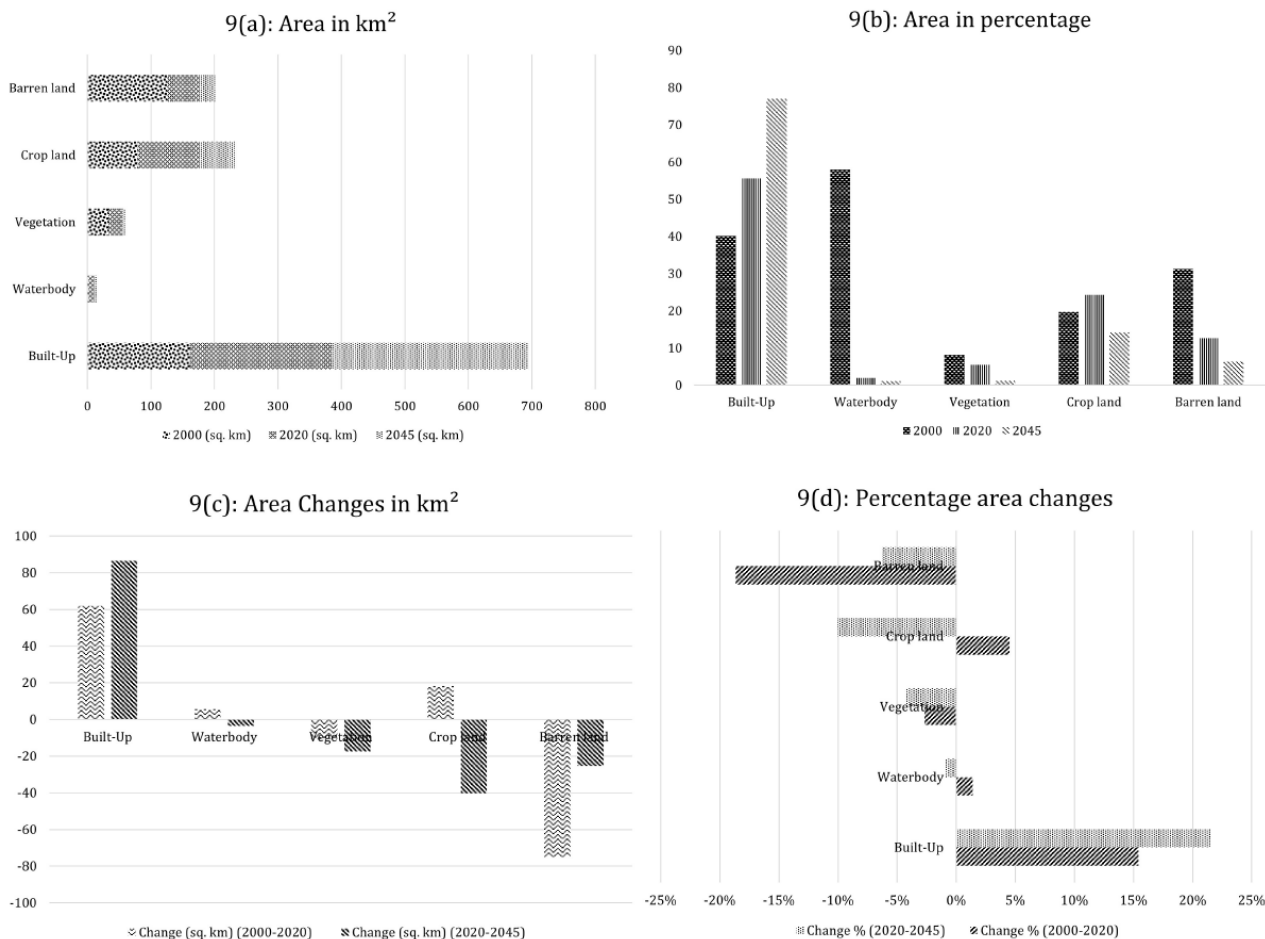 9(a): Area in km²
Barren land
Crop land
Vegetation
Waterbody
Built-Up
0 100 200 300 400 500 600 700 800
2000 (sq. km) 2020 (sq. km) 2045 (sq. km)
9(b): Area in percentage
90
80
70
60
50
40
30
20
10
0
Built-Up Waterbody Vegetation Crop land Barren land
2000 2020 2045
9(c): Area Changes in km²
100
80
60
40
20
0
-20
-40
-60
-80
-100
Built-Up Waterbody Vegetation Crop land Barren land
Change (sq. km) (2000-2020) Change (sq. km) (2020-2045)
9(d): Percentage area changes
Barren land
Crop land
Vegetation
Waterbody
Built-Up
-25% -20% -15% -10% -5% 0% 5% 10% 15% 20% 25%
Change % (2020-2045) Change % (2000-2020)